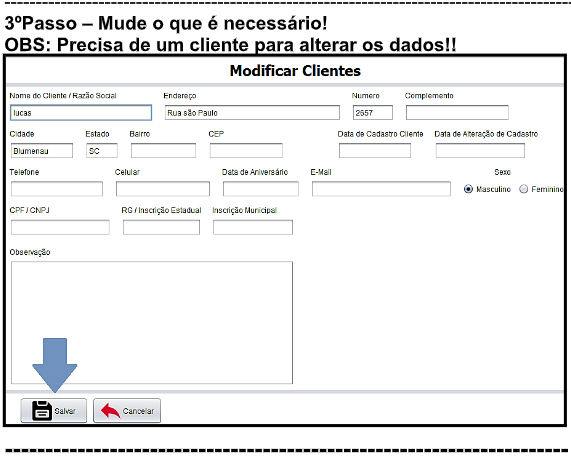 3ºPasso – Mude o que é necessário!
OBS: Precisa de um cliente para alterar os dados!!
Modificar Clientes
Nome do Cliente / Razão Social Endereço Numero Complemento
lucas Rua são Paulo 2657
Cidade Estado Bairro CEP Data de Cadastro Cliente Data de Alteração de Cadastro
Blumenau SC
Telefone Celular Data de Aniversário E-Mail Sexo
Masculino Feminino
CPF / CNPJ RG / Inscrição Estadual Inscrição Municipal
Observação
Salvar Cancelar